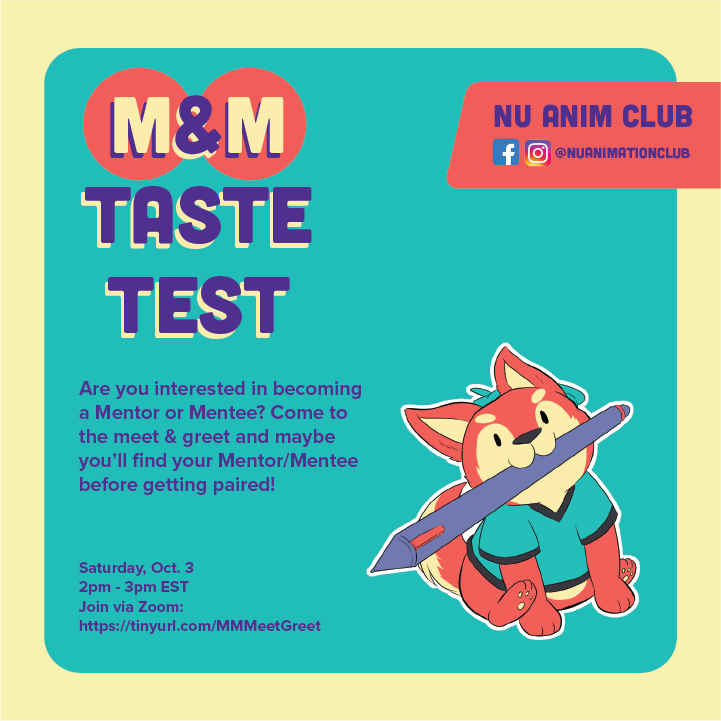 M&M
TASTE
TEST
NU ANIM CLUB
@NUANIMATIONCLUB
Are you interested in becoming
a Mentor or Mentee? Come to
the meet & greet and maybe
you'll find your Mentor/Mentee
before getting paired!
Saturday, Oct. 3
2pm - 3pm EST
Join via Zoom:
https://tinyurl.com/MMMeetGreet